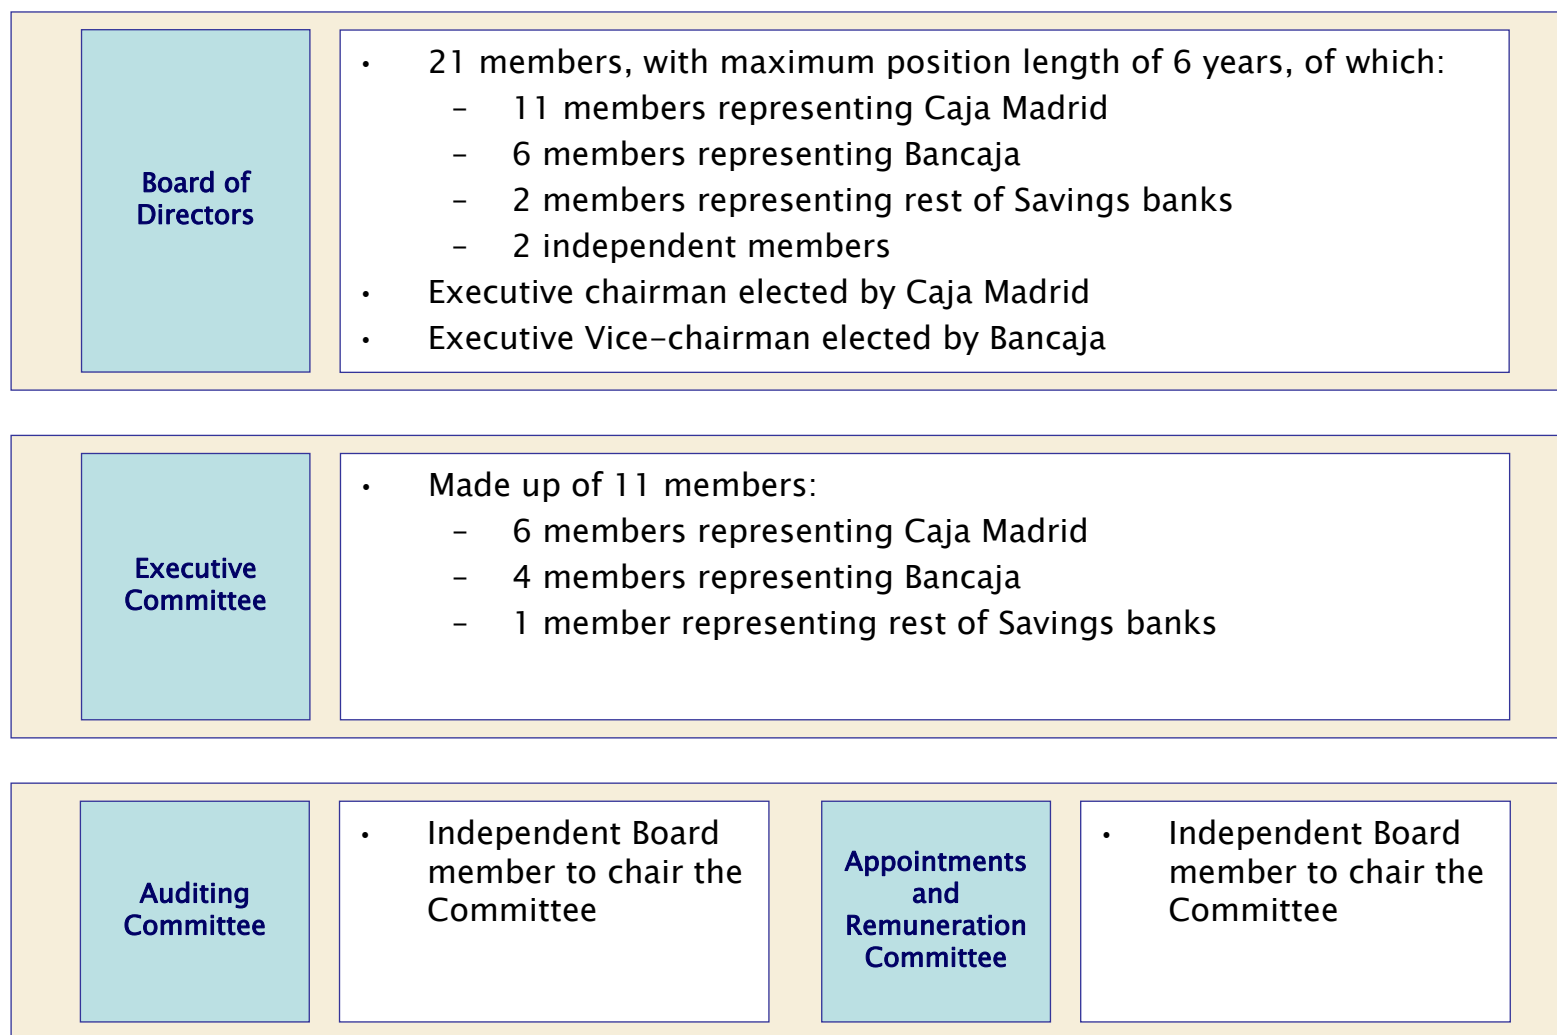 Board of
Directors
• 21 members, with maximum position length of 6 years, of which:
– 11 members representing Caja Madrid
– 6 members representing Bancaja
– 2 members representing rest of Savings banks
– 2 independent members
• Executive chairman elected by Caja Madrid
• Executive Vice-chairman elected by Bancaja
Executive
Committee
• Made up of 11 members:
– 6 members representing Caja Madrid
– 4 members representing Bancaja
– 1 member representing rest of Savings banks
Auditing
Committee
• Independent Board
member to chair the
Committee
Appointments
and
Remuneration
Committee
• Independent Board
member to chair the
Committee